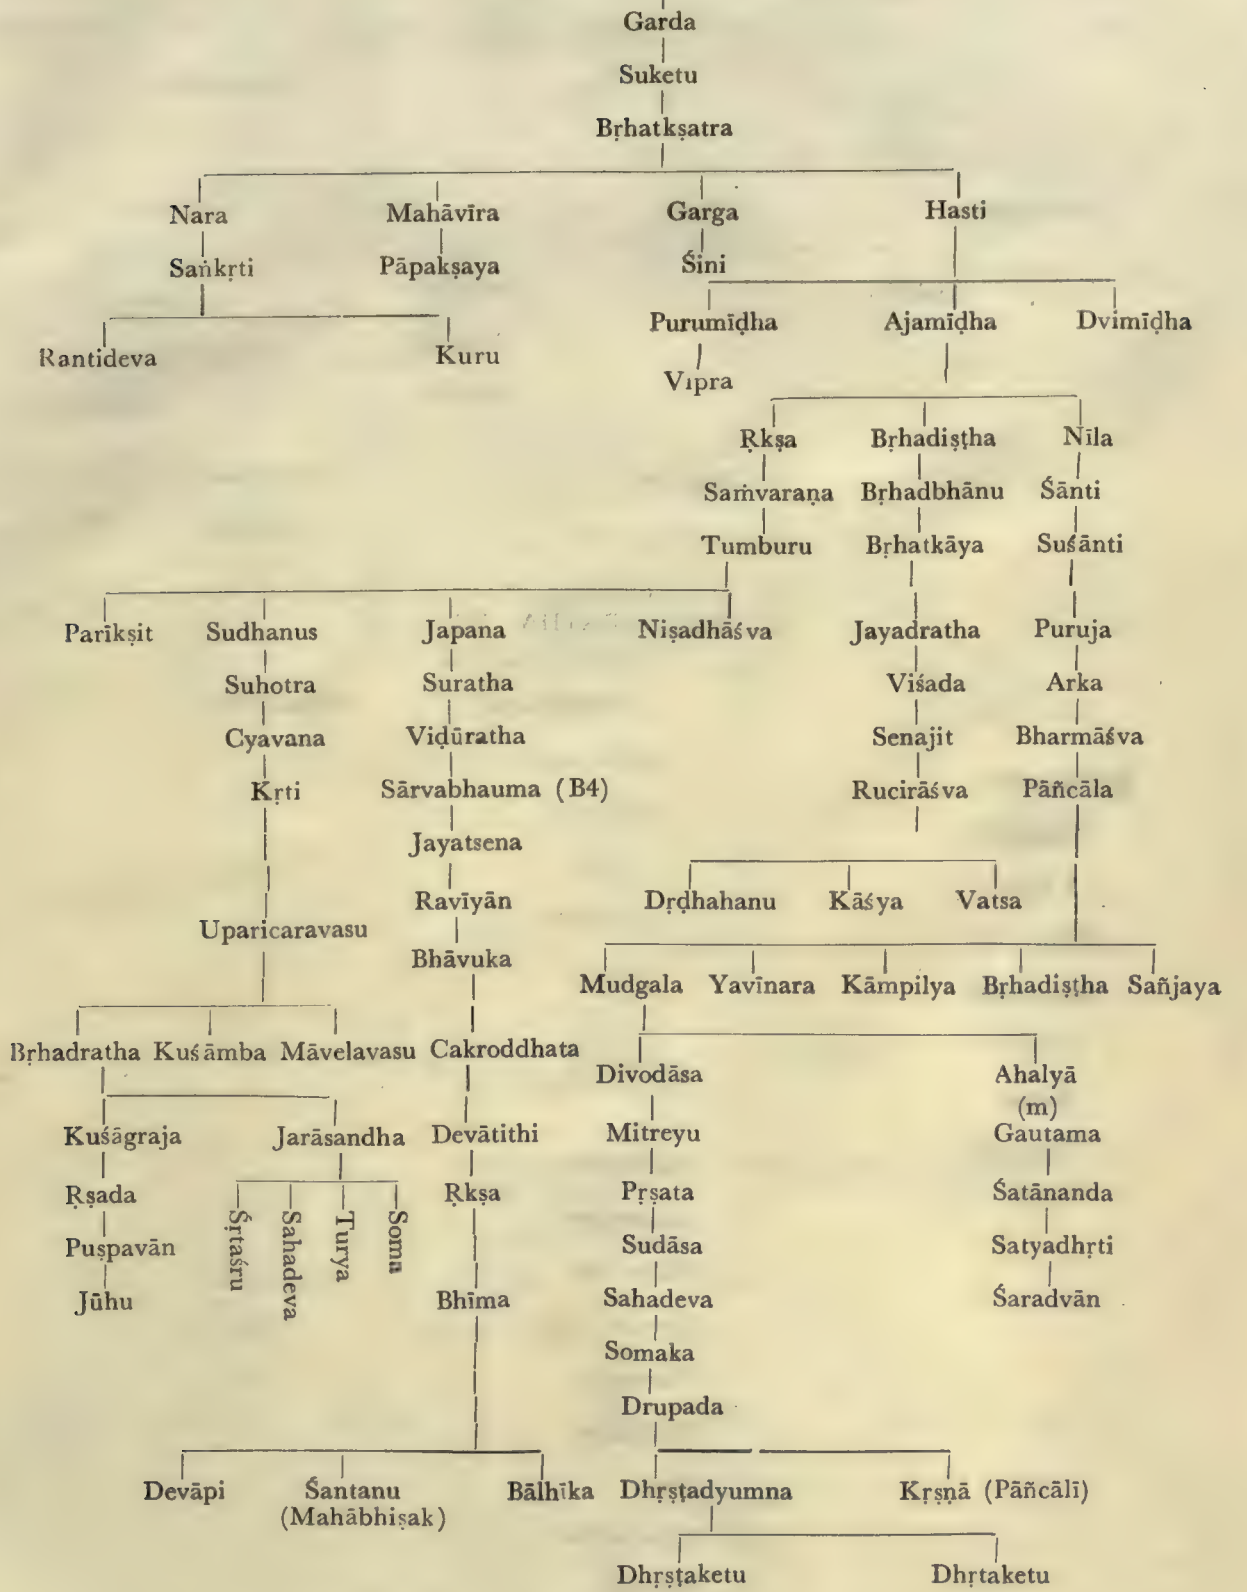 Garda
Suketu
Bṛhatkṣatra
Nara Mahāvīra Garga Hasti
Saṅkṛti Pāpakṣaya Śini
Purumīḍha Ajamīḍha Dvimīḍha
Rantideva Kuru
Vipra
Ṛkṣa Bṛhadiṣṭha Nīla
Saṁvaraṇa Bṛhadbhānu Śānti
Tumburu Bṛhatkāya Suśānti
Parīkṣit Sudhanus Japana Niṣadhāśva Jayadratha Puruja
Suhotra Suratha Viśada Arka
Cyavana Viḍūratha Senajit Bharmāśva
Kṛti Sārvabhauma (B4) Rucirāśva Pāñcāla
Jayatsena
Ravīyān Dṛḍhahanu Kāśya Vatsa
Uparicaravasu
Bhāvuka
Mudgala Yavīnara Kāmpilya Bṛhadiṣṭha Sañjaya
Bṛhadratha Kuśāmba Māvelavasu Cakroddhata
Divodāsa Ahalyā
(m)
Kuśāgraja Jarāsandha Devātithi Mitreyu Gautama
Ṛṣada Śrtaśru Sahadeva Turya Somu Ṛkṣa Pṛṣata Śatānanda
Puṣpavān Sudāsa Satyadhṛti
Jūhu Bhīma Sahadeva Śaradvān
Somaka
Drupada
Devāpi Śantanu Bālhīka Dhṛṣṭadyumna Kṛṣṇā (Pāñcālī)
(Mahābhiṣak)
Dhṛṣṭaketu Dhṛtaketu